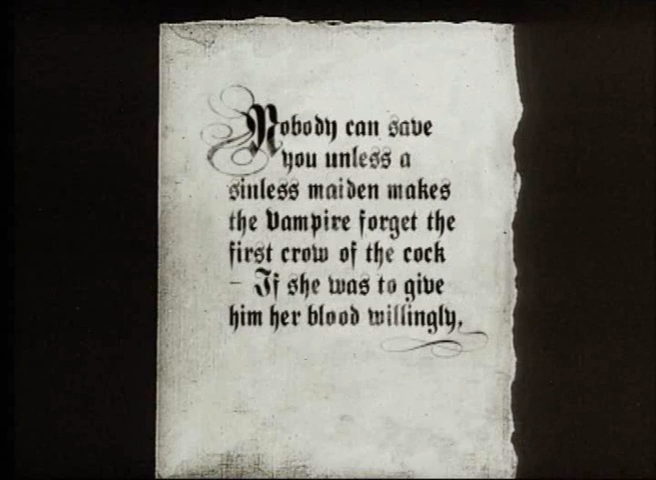 Nobody can save
you unless a
sinless maiden makes
the Vampire forget the
first crow of the cock
– If she was to give
him her blood willingly.